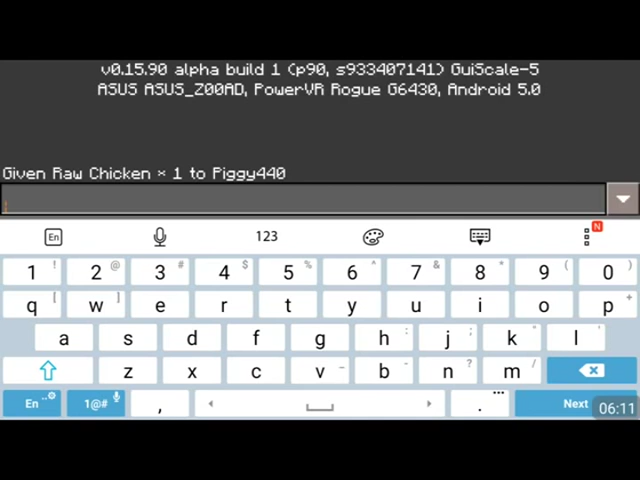 v0.15.90 alpha build 1 (p90, s933407141) GuiScale-5
ASUS ASUS_Z00AD, PowerVR Rogue G6430, Android 5.0
Given Raw Chicken × 1 to Piggy440
En 123 N
1 ! 2 @ 3 # 4 $ 5 % 6 ^ 7 & 8 * 9 ( 0 )
q [ w ] e r t y u i o p +
a s d f g h : j ; k " l '
z x c v - b - n ? m /
En 1@# , . Next 06:11